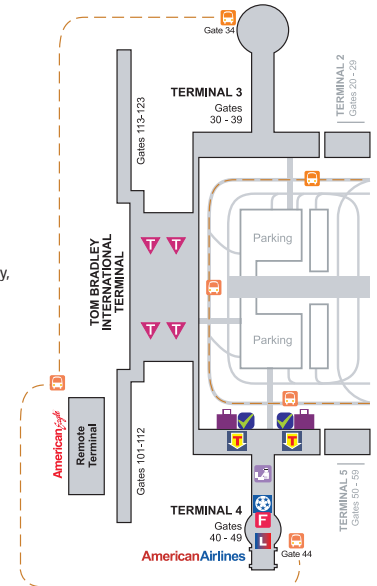 Gate 34
TERMINAL 3
Gates
30 - 39
TERMINAL 2
Gates 20 - 29
Gates 113-123
Parking
y,
TOM BRADLEY
INTERNATIONAL
TERMINAL
T T
T T
Parking
American Eagle
Remote
Terminal
Gates 101-112
T
T
TERMINAL 4
Gates
40 - 49
F
L
AmericanAirlines
Gate 44
TERMINAL 5
Gates 50 - 59